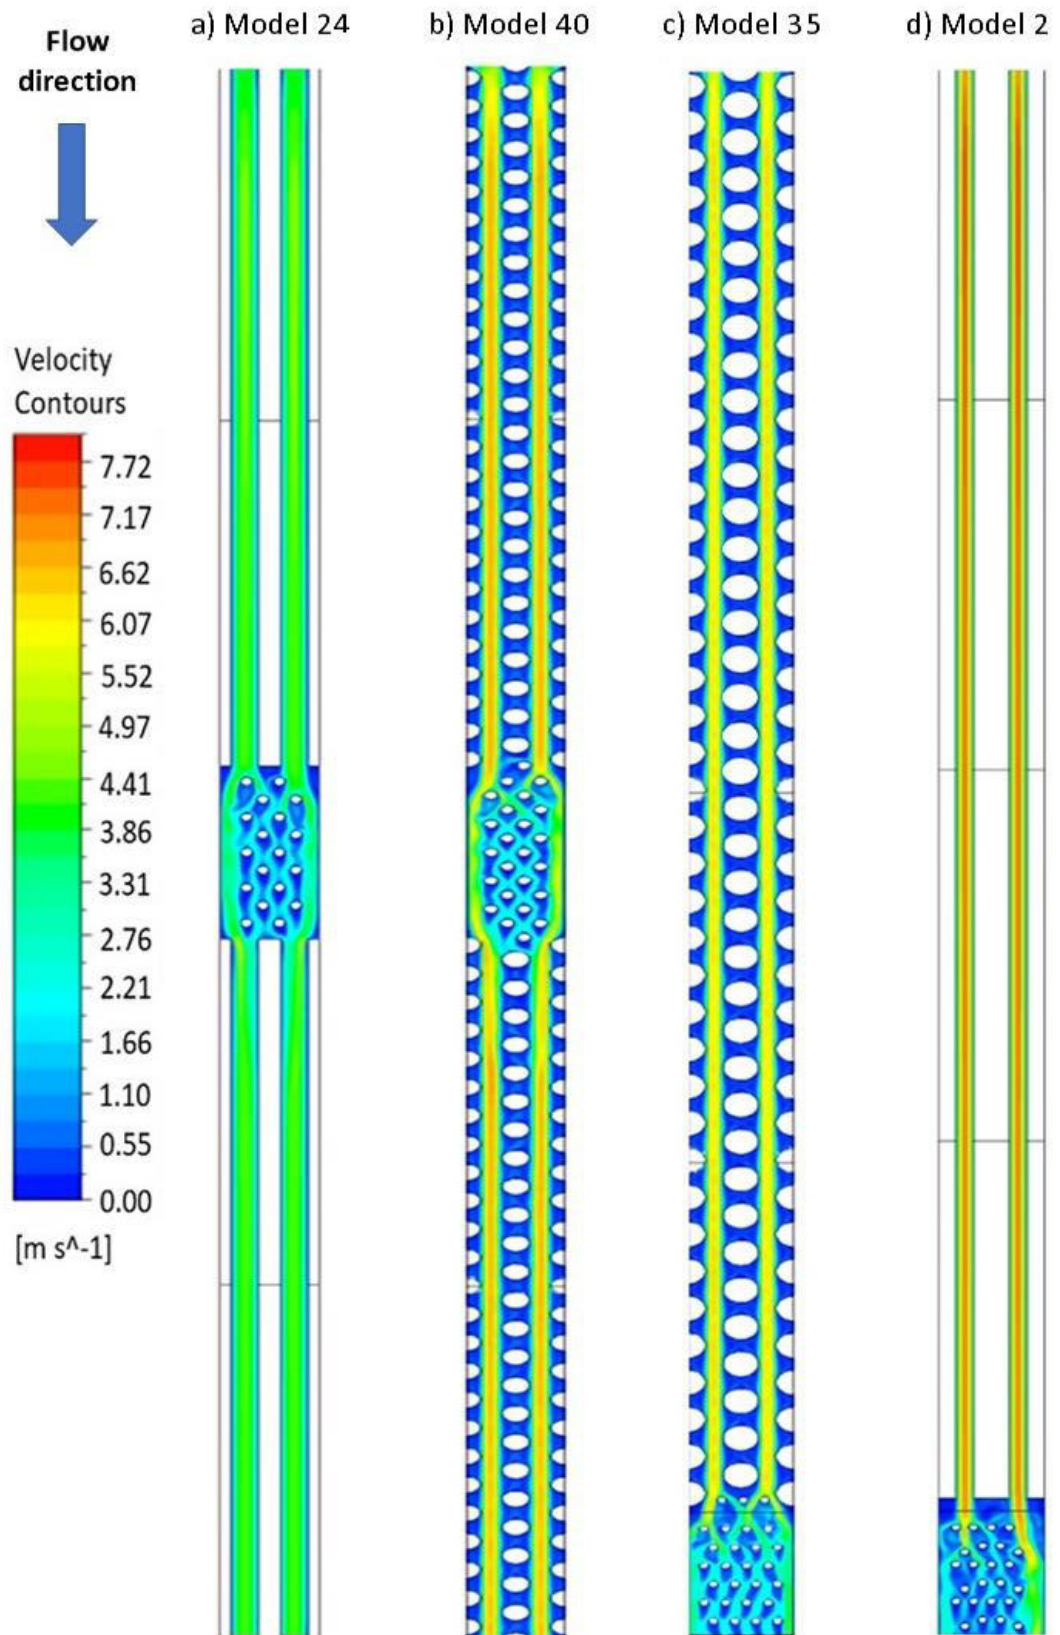 a) Model 24
b) Model 40
c) Model 35
d) Model 2
Flow
direction
Velocity
Contours
7.72
7.17
6.62
6.07
5.52
4.97
4.41
3.86
3.31
2.76
2.21
1.66
1.10
0.55
0.00
[m s^-1]